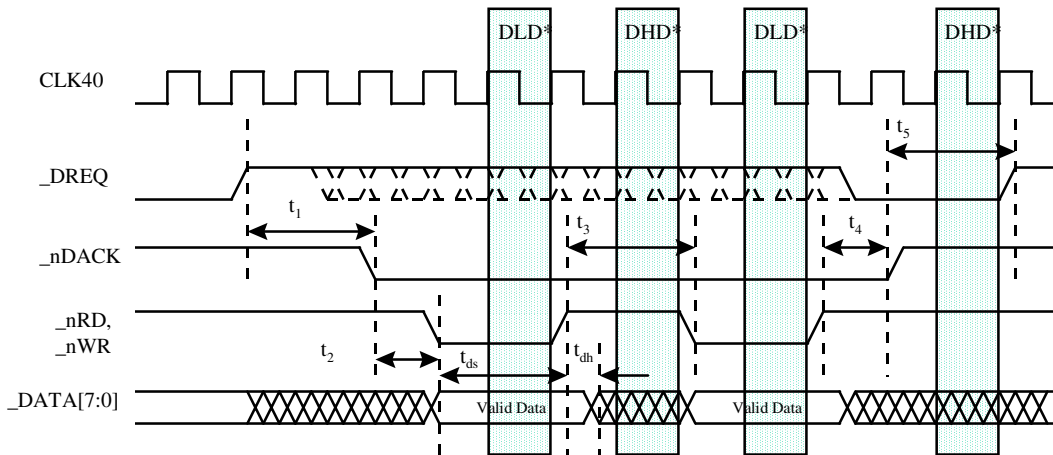 DLD* DHD* DLD* DHD*
CLK40
t5
_DREQ
t1 t3 t4
_nDACK
_nRD,
_nWR
t2 tds tdh
_DATA[7:0] Valid Data Valid Data